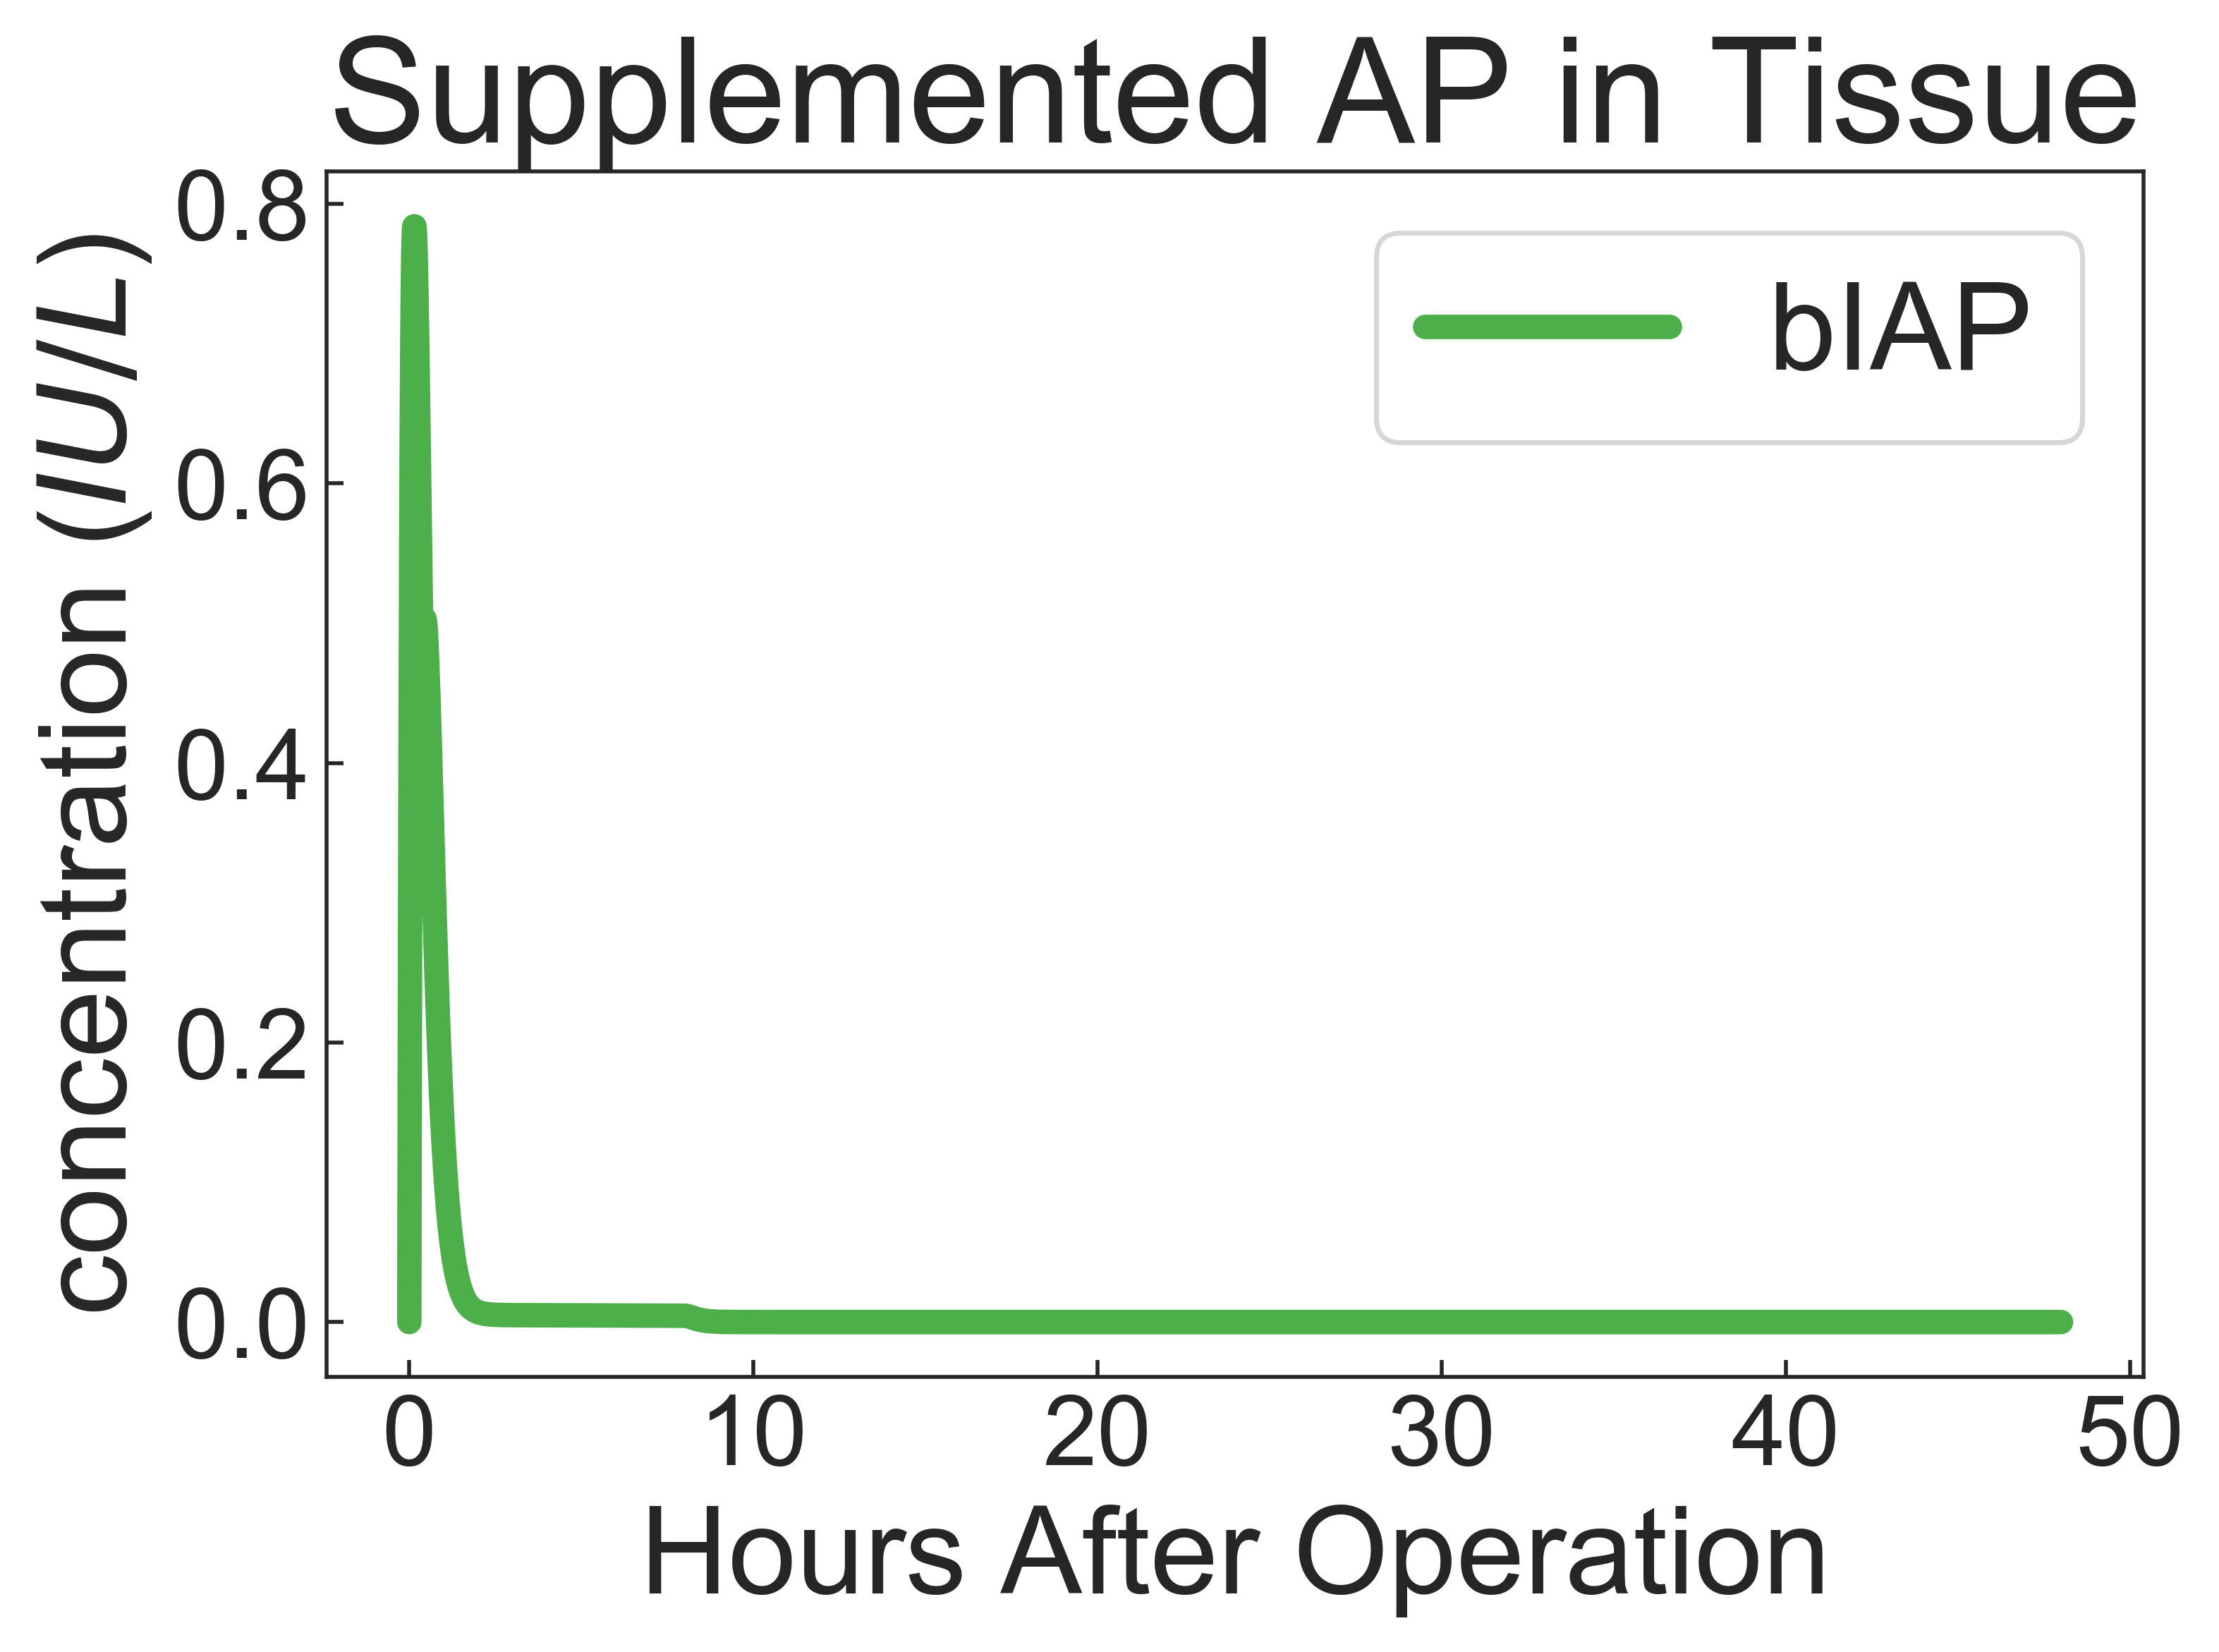 Supplemented AP in Tissue
concentration (IU/L)
0.8
0.6
0.4
0.2
0.0
bIAP
0 10 20 30 40 50
Hours After Operation